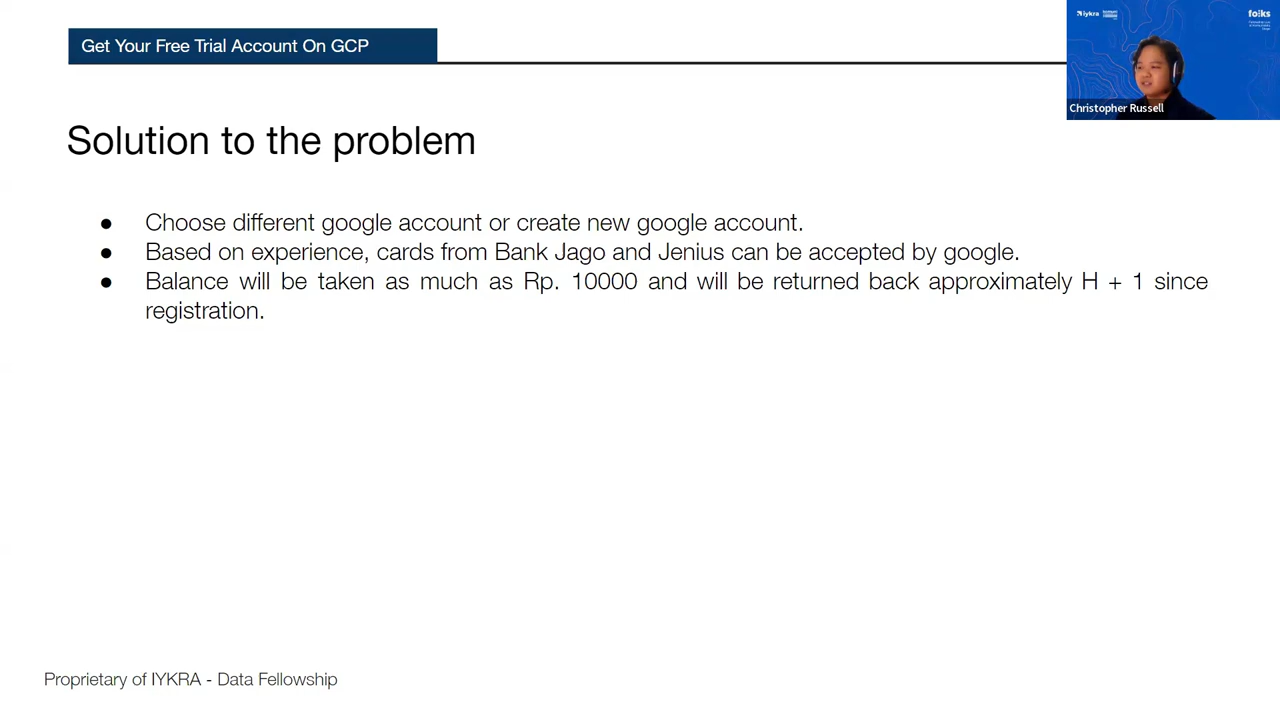 Get Your Free Trial Account On GCP
iykra
fo/ks
Christopher Russell
Solution to the problem
● Choose different google account or create new google account.
● Based on experience, cards from Bank Jago and Jenius can be accepted by google.
● Balance will be taken as much as Rp. 10000 and will be returned back approximately H + 1 since
registration.
Proprietary of IYKRA - Data Fellowship